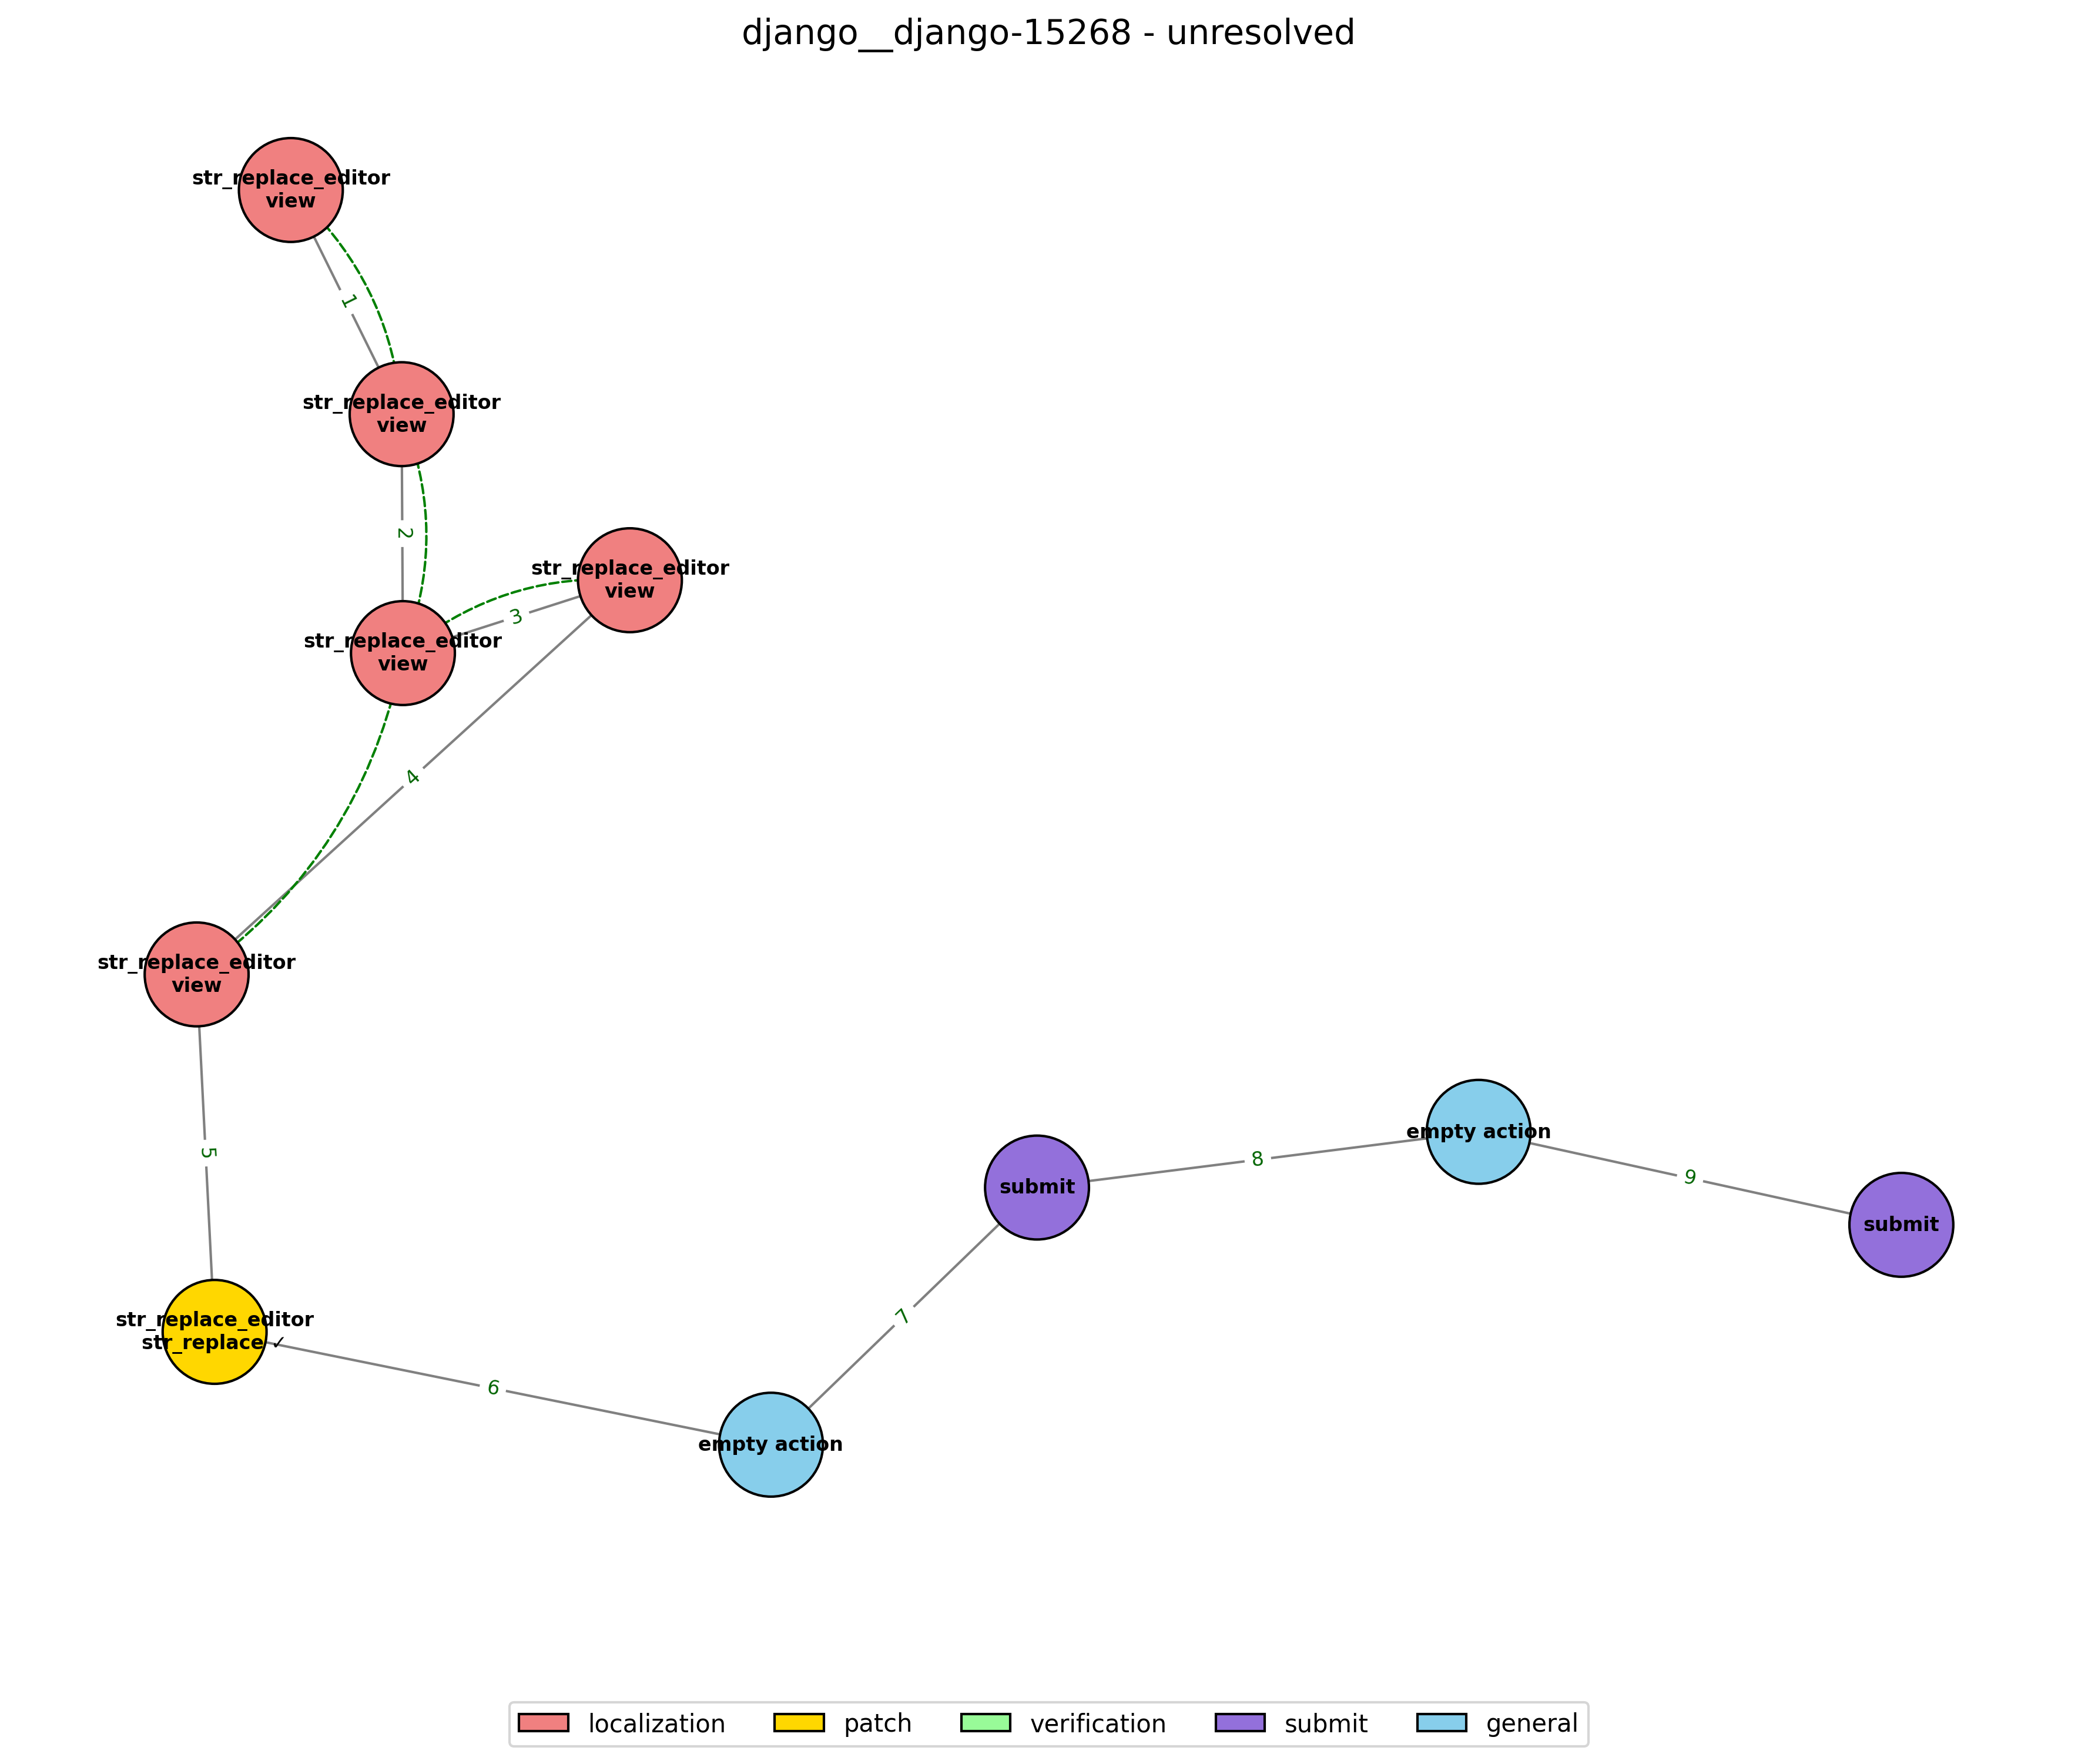 django__django-15268 - unresolved
str_replace_editor
view
1
str_replace_editor
view
2
str_replace_editor
view
3
str_replace_editor
view
4
str_replace_editor
view
5
str_replace_editor
str_replace ✓
6
empty action
7
submit
8
empty action
9
submit
localization
patch
verification
submit
general